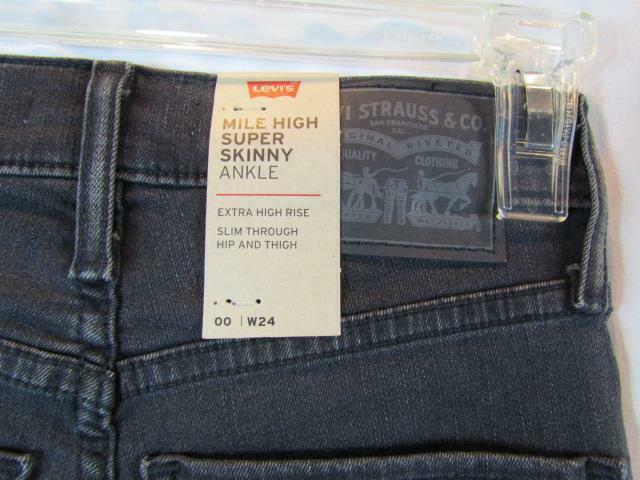 Levi's
MILE HIGH
SUPER
SKINNY
ANKLE
EXTRA HIGH RISE
SLIM THROUGH
HIP AND THIGH
00 | W24
VI STRAUSS & CO.
SAN FRANCISCO
CAL.
ORIGINAL RIVETED
QUALITY CLOTHING